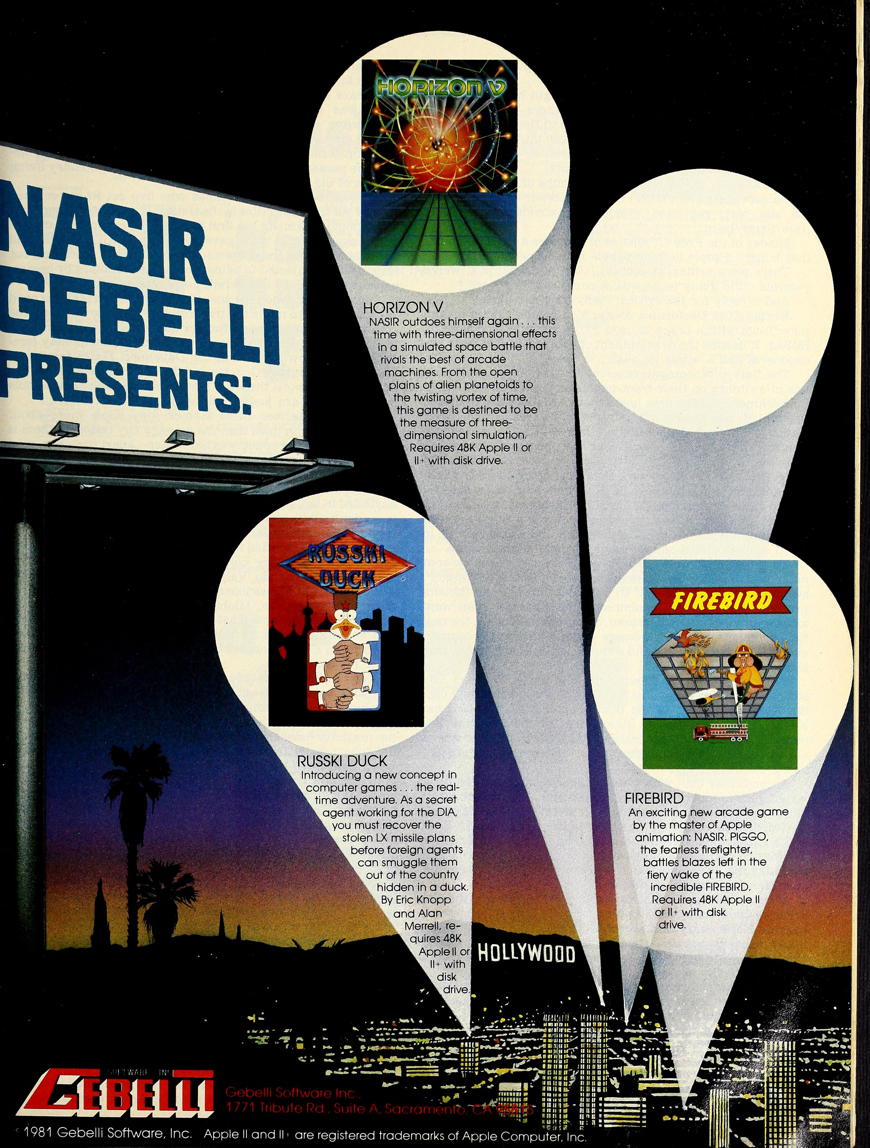 NASIR
GEBELLI
PRESENTS:
HORIZON V
HORIZON V
NASIR outdoes himself again . . . this
time with three-dimensional effects
in a simulated space battle that
rivals the best of arcade
machines. From the open
plains of alien planetoids to
the twisting vortex of time,
this game is destined to be
the measure of three-
dimensional simulation.
Requires 48K Apple II or
II+ with disk drive.
RUSSKI
DUCK
RUSSKI DUCK
Introducing a new concept in
computer games . . . the real-
time adventure. As a secret
agent working for the DIA,
you must recover the
stolen LX missile plans
before foreign agents
can smuggle them
out of the country
hidden in a duck.
By Eric Knopp
and Alan
Merrell, re-
quires 48K
Apple II or
II+ with
disk
drive.
FIREBIRD
FIREBIRD
An exciting new arcade game
by the master of Apple
animation: NASIR. PIGGO,
the fearless firefighter,
battles blazes left in the
fiery wake of the
incredible FIREBIRD.
Requires 48K Apple II
or II+ with disk
drive.
HOLLYWOOD
SOFTWARE INC
GEBELLI
Gebelli Software Inc.,
1771 Tribute Rd., Suite A, Sacramento, CA
1981 Gebelli Software, Inc. Apple II and II+ are registered trademarks of Apple Computer, Inc.